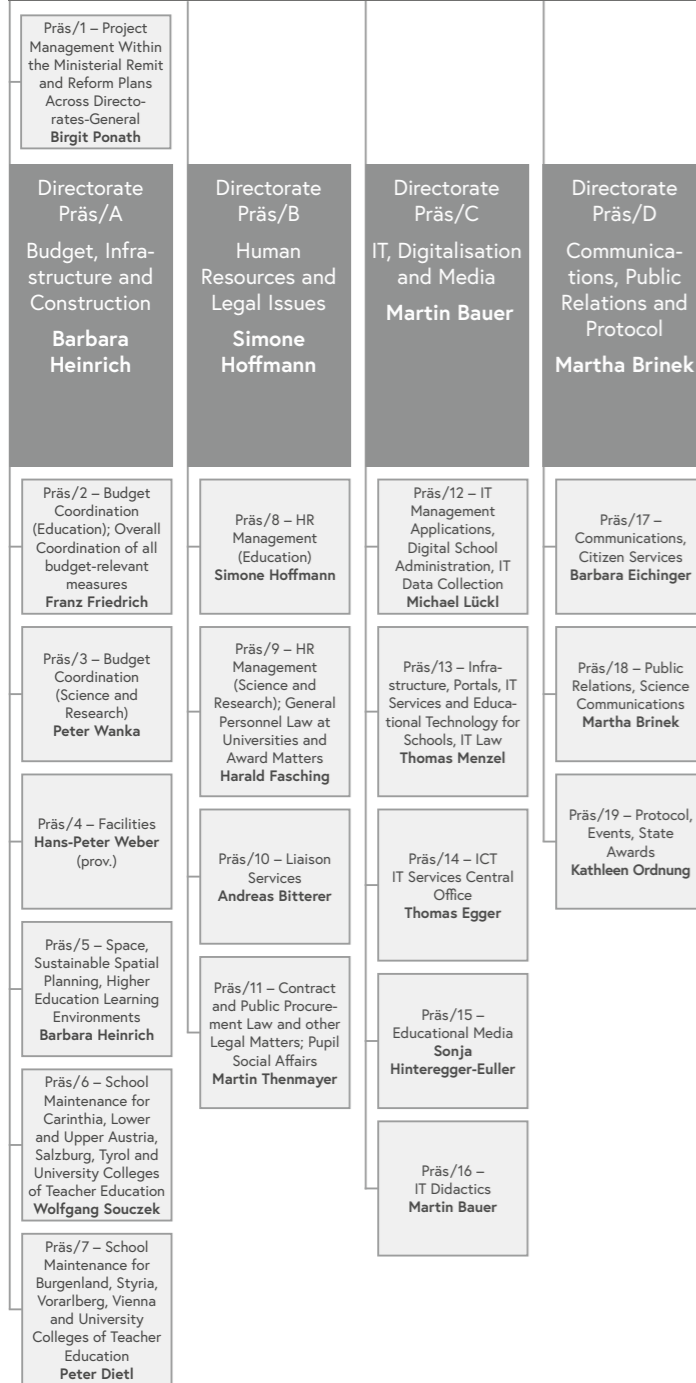 Präs/1 – Project
Management Within
the Ministerial Remit
and Reform Plans
Across Directo-
rates-General
Birgit Ponath
Directorate
Präs/A
Budget, Infra-
structure and
Construction
Barbara
Heinrich
Präs/2 – Budget
Coordination
(Education); Overall
Coordination of all
budget-relevant
measures
Franz Friedrich
Präs/3 – Budget
Coordination
(Science and
Research)
Peter Wanka
Präs/4 – Facilities
Hans-Peter Weber
(prov.)
Präs/5 – Space,
Sustainable Spatial
Planning, Higher
Education Learning
Environments
Barbara Heinrich
Präs/6 – School
Maintenance for
Carinthia, Lower
and Upper Austria,
Salzburg, Tyrol and
University Colleges
of Teacher Education
Wolfgang Souczek
Präs/7 – School
Maintenance for
Burgenland, Styria,
Vorarlberg, Vienna
and University
Colleges of Teacher
Education
Peter Dietl
Directorate
Präs/B
Human
Resources and
Legal Issues
Simone
Hoffmann
Präs/8 – HR
Management
(Education)
Simone Hoffmann
Präs/9 – HR
Management
(Science and
Research); General
Personnel Law at
Universities and
Award Matters
Harald Fasching
Präs/10 – Liaison
Services
Andreas Bitterer
Präs/11 – Contract
and Public Procure-
ment Law and other
Legal Matters; Pupil
Social Affairs
Martin Thenmayer
Directorate
Präs/C
IT, Digitalisation
and Media
Martin Bauer
Präs/12 – IT
Management
Applications,
Digital School
Administration, IT
Data Collection
Michael Lückl
Präs/13 – Infra-
structure, Portals, IT
Services and Educa-
tional Technology for
Schools, IT Law
Thomas Menzel
Präs/14 – ICT
IT Services Central
Office
Thomas Egger
Präs/15 –
Educational Media
Sonja
Hinteregger-Euller
Präs/16 –
IT Didactics
Martin Bauer
Directorate
Präs/D
Communica-
tions, Public
Relations and
Protocol
Martha Brinek
Präs/17 –
Communications,
Citizen Services
Barbara Eichinger
Präs/18 – Public
Relations, Science
Communications
Martha Brinek
Präs/19 – Protocol,
Events, State
Awards
Kathleen Ordnung